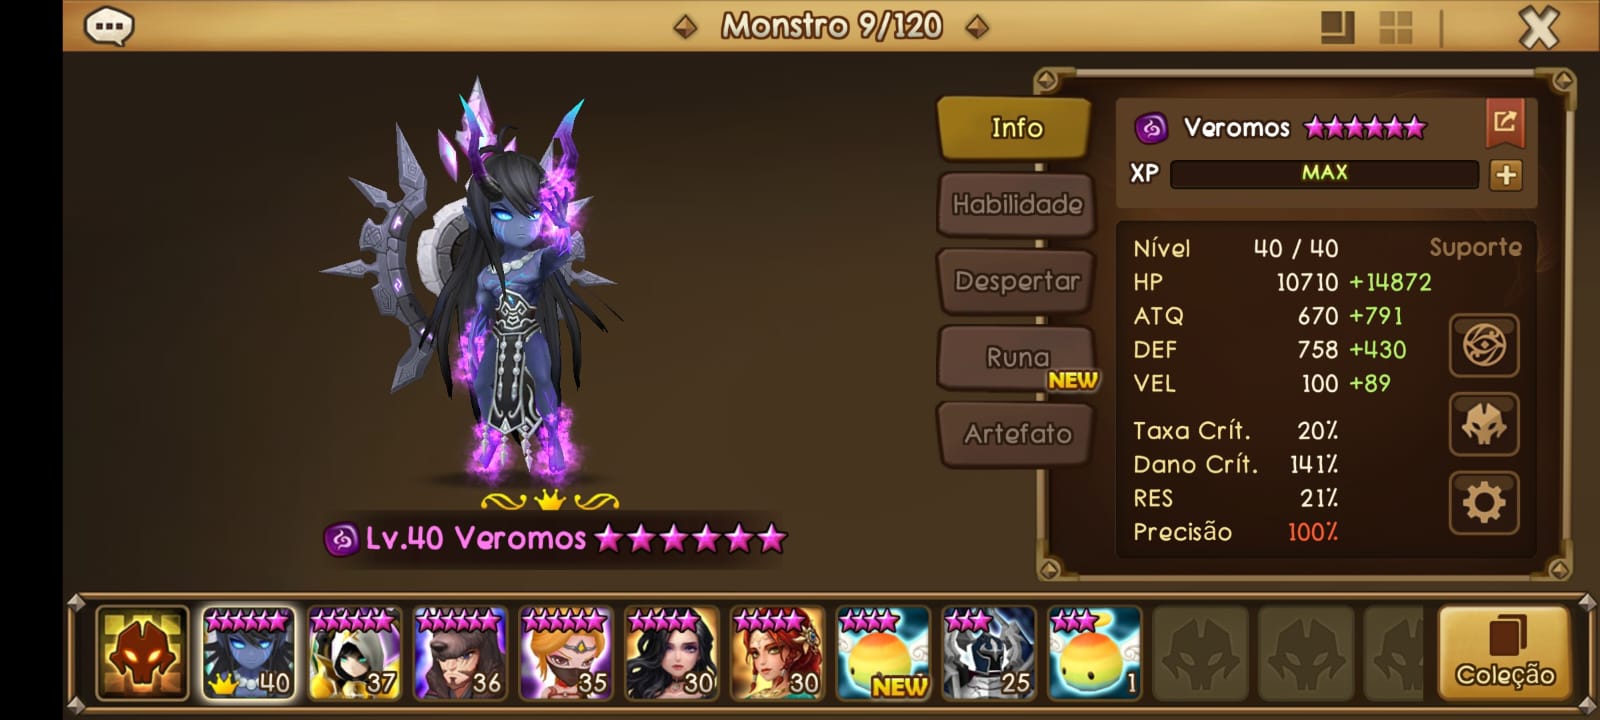 Monstro 9/120
Info
Habilidade
Despertar
Runa
NEW
Artefato
Veromos
XP MAX
Nível 40 / 40 Suporte
HP 10710 +14872
ATQ 670 +791
DEF 758 +430
VEL 100 +89
Taxa Crít. 20%
Dano Crít. 141%
RES 21%
Precisão 100%
Lv.40 Veromos
40
37
36
35
30
30
NEW
25
1
Coleção